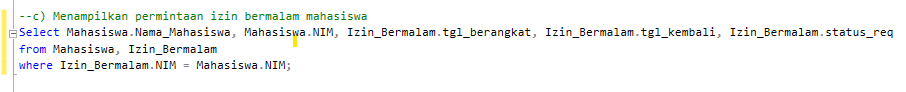 --c) Menampilkan permintaan izin bermalam mahasiswa
Select Mahasiswa.Nama_Mahasiswa, Mahasiswa.NIM, Izin_Bermalam.tgl_berangkat, Izin_Bermalam.tgl_kembali, Izin_Bermalam.status_req
from Mahasiswa, Izin_Bermalam
where Izin_Bermalam.NIM = Mahasiswa.NIM;